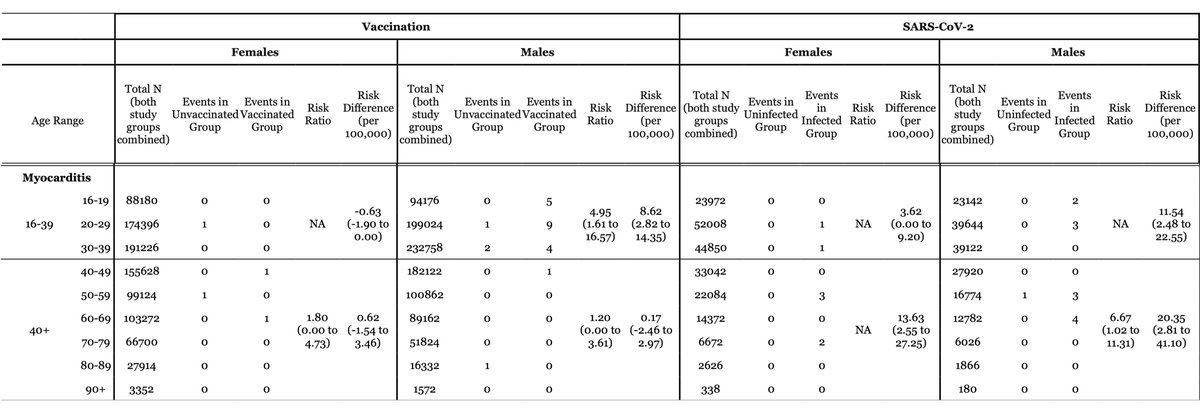 Vaccination SARS-CoV-2
Females Males Females Males
Age Range Total N (both study groups combined) Events in Unvaccinated Group Events in Vaccinated Group Risk Ratio Risk Difference (per 100,000) Total N (both study groups combined) Events in Unvaccinated Group Events in Vaccinated Group Risk Ratio Risk Difference (per 100,000) Total N (both study groups combined) Events in Uninfected Group Events in Infected Group Risk Ratio Risk Difference (per 100,000) Total N (both study groups combined) Events in Uninfected Group Events in Infected Group Risk Ratio Risk Difference (per 100,000)
Myocarditis
16-19 88180 0 0 94176 0 5 23972 0 0 23142 0 2
16-39 20-29 174396 1 0 NA -0.63 (-1.90 to 0.00) 199024 1 9 4.95 (1.61 to 16.57) 8.62 (2.82 to 14.35) 52008 0 1 NA 3.62 (0.00 to 9.20) 39644 0 3 NA 11.54 (2.48 to 22.55)
30-39 191226 0 0 232758 2 4 44850 0 1 39122 0 0
40-49 155628 0 1 182122 0 1 33042 0 0 27920 0 0
50-59 99124 1 0 100862 0 0 22084 0 3 16774 1 3
60-69 103272 0 1 89162 0 0 14372 0 0 12782 0 4
40+ 1.80 (0.00 to 4.73) 0.62 (-1.54 to 3.46) 1.20 (0.00 to 3.61) 0.17 (-2.46 to 2.97) NA 13.63 (2.55 to 27.25) 6.67 (1.02 to 11.31) 20.35 (2.81 to 41.10)
70-79 66700 0 0 51824 0 0 6672 0 2 6026 0 0
80-89 27914 0 0 16332 1 0 2626 0 0 1866 0 0
90+ 3352 0 0 1572 0 0 338 0 0 180 0 0